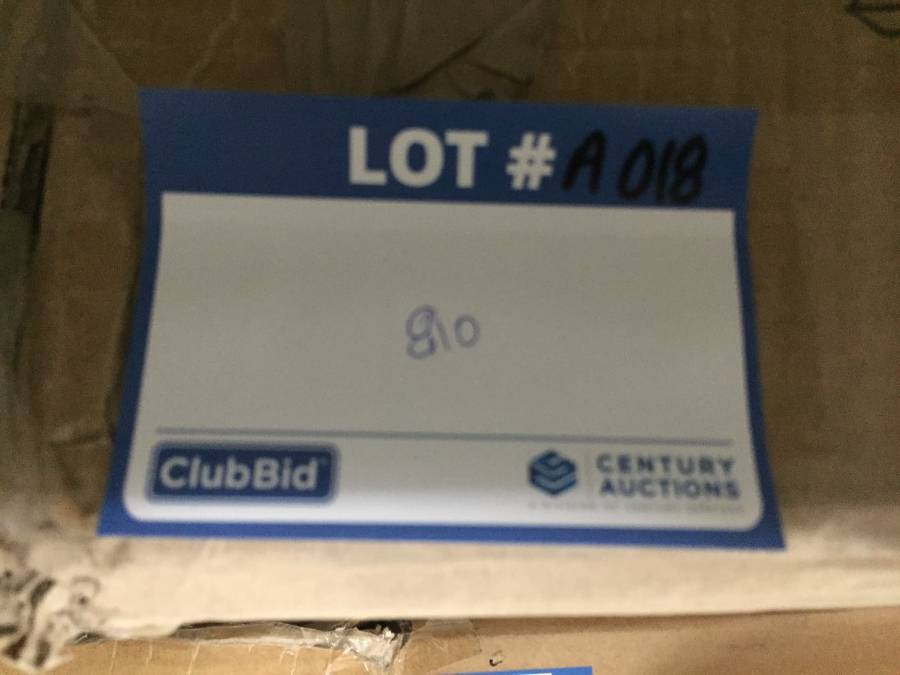 LOT # A 018
810
ClubBid
CENTURY
AUCTIONS